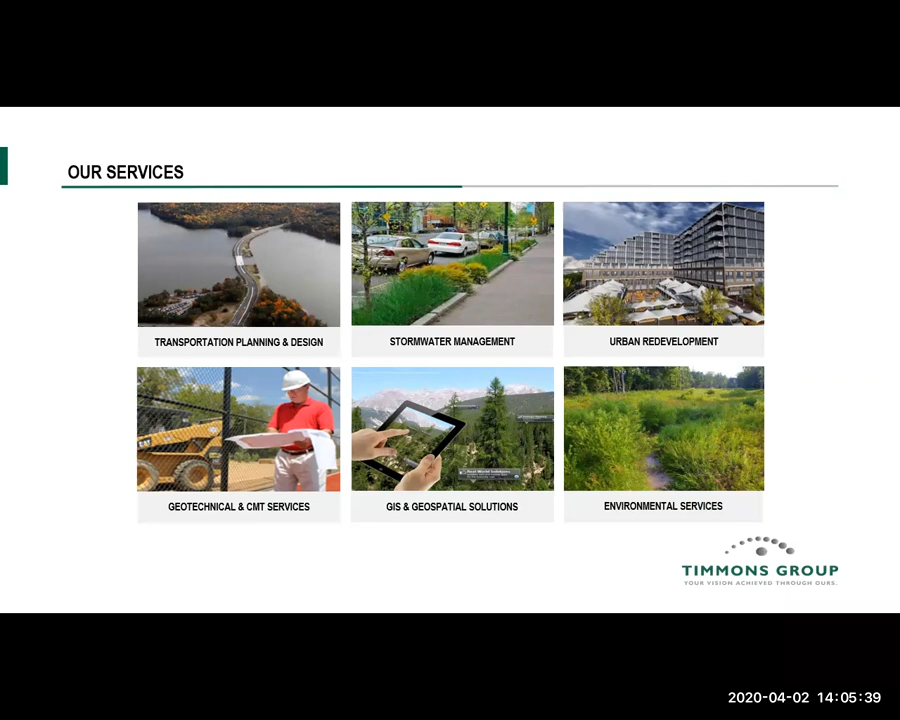 OUR SERVICES
TRANSPORTATION PLANNING & DESIGN
STORMWATER MANAGEMENT
URBAN REDEVELOPMENT
CAT
GEOTECHNICAL & CMT SERVICES
GIS & GEOSPATIAL SOLUTIONS
ENVIRONMENTAL SERVICES
TIMMONS GROUP
YOUR VISION ACHIEVED THROUGH OURS.
2020-04-02 14:05:39